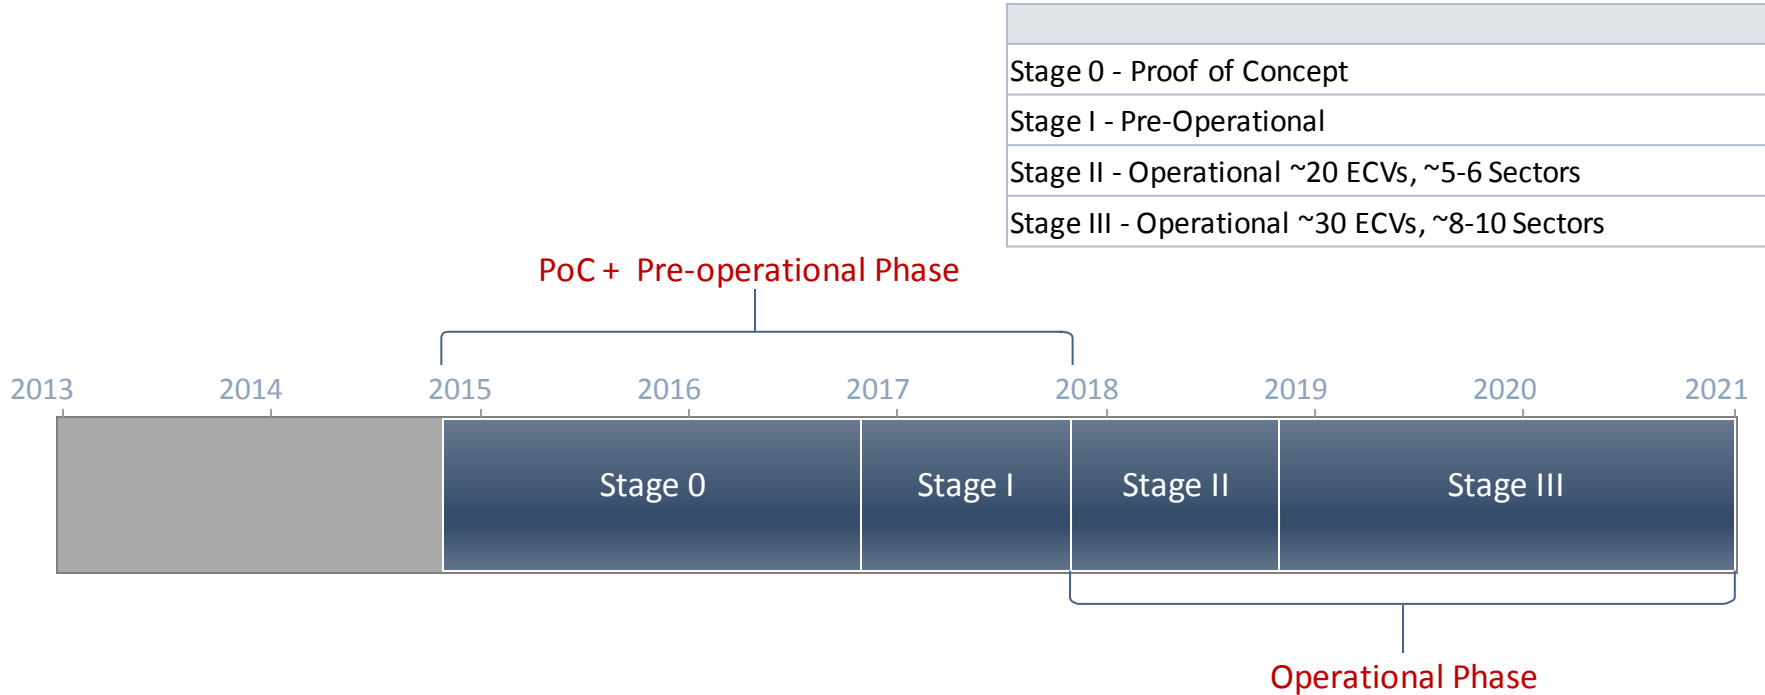 Stage 0 - Proof of Concept
Stage I - Pre-Operational
Stage II - Operational ~20 ECVs, ~5-6 Sectors
Stage III - Operational ~30 ECVs, ~8-10 Sectors
PoC + Pre-operational Phase
2013 2014 2015 2016 2017 2018 2019 2020 2021
Stage 0 Stage I Stage II Stage III
Operational Phase